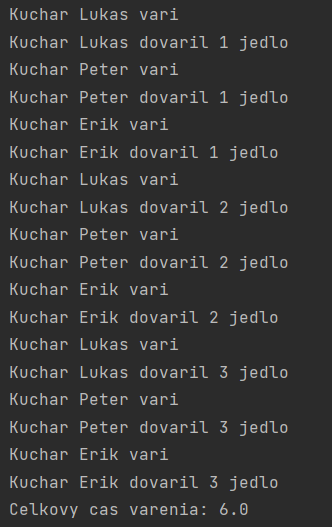 Kuchar Lukas vari
Kuchar Lukas dovaril 1 jedlo
Kuchar Peter vari
Kuchar Peter dovaril 1 jedlo
Kuchar Erik vari
Kuchar Erik dovaril 1 jedlo
Kuchar Lukas vari
Kuchar Lukas dovaril 2 jedlo
Kuchar Peter vari
Kuchar Peter dovaril 2 jedlo
Kuchar Erik vari
Kuchar Erik dovaril 2 jedlo
Kuchar Lukas vari
Kuchar Lukas dovaril 3 jedlo
Kuchar Peter vari
Kuchar Peter dovaril 3 jedlo
Kuchar Erik vari
Kuchar Erik dovaril 3 jedlo
Celkovy cas varenia: 6.0